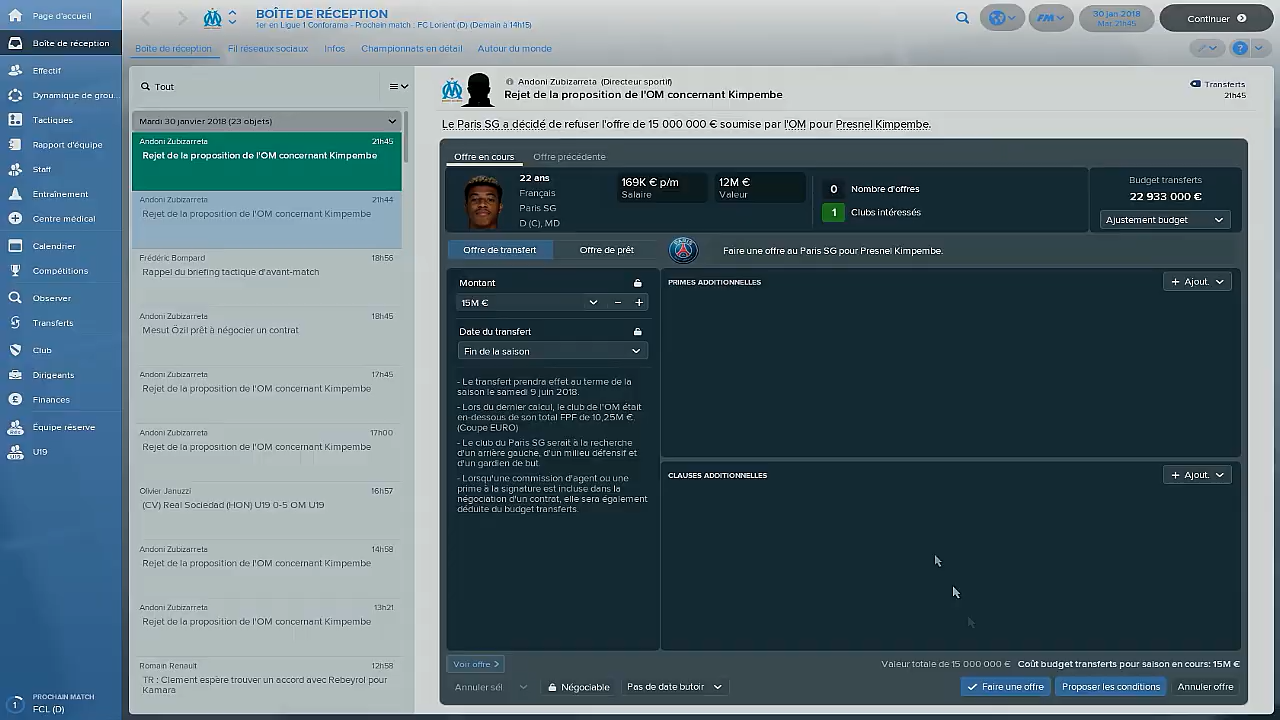 Page d'accueil
Boîte de réception
Effectif
Dynamique de grou...
Tactiques
Rapport d'équipe
Staff
Entraînement
Centre médical
Calendrier
Compétitions
Observer
Transferts
Club
Dirigeants
Finances
Équipe réserve
U19
PROCHAIN MATCH
FCL (D)
BOÎTE DE RÉCEPTION
1er en Ligue 1 Conforama - Prochain match : FC Lorient (D) (Demain à 14h15)
FM
30 jan 2018
Mar. 21h45
Continuer
Boîte de réception
Fil réseaux sociaux
Infos
Championnats en détail
Autour du monde
Tout
Mardi 30 janvier 2018 (23 objets)
Andoni Zubizarreta 21h45
Rejet de la proposition de l'OM concernant Kimpembe
Andoni Zubizarreta 21h44
Rejet de la proposition de l'OM concernant Kimpembe
Frédéric Bompard 18h56
Rappel du briefing tactique d'avant-match
Andoni Zubizarreta 18h45
Mesut Özil prêt à négocier un contrat
Andoni Zubizarreta 17h45
Rejet de la proposition de l'OM concernant Kimpembe
Andoni Zubizarreta 17h00
Rejet de la proposition de l'OM concernant Kimpembe
Olivier Januzzi 16h57
(CV) Real Sociedad (HON) U19 0-5 OM U19
Andoni Zubizarreta 14h58
Rejet de la proposition de l'OM concernant Kimpembe
Andoni Zubizarreta 13h21
Rejet de la proposition de l'OM concernant Kimpembe
Romain Renault 12h58
TR : Clement espère trouver un accord avec Rebeyrol pour
Kamara
Andoni Zubizarreta (Directeur sportif)
Rejet de la proposition de l'OM concernant Kimpembe
Transferts
21h45
Le Paris SG a décidé de refuser l'offre de 15 000 000 € soumise par l'OM pour Presnel Kimpembe.
Offre en cours
Offre précédente
22 ans
Français
Paris SG
D (C), MD
169K € p/m
Salaire
12M €
Valeur
0 Nombre d'offres
1 Clubs intéressés
Budget transferts
22 933 000 €
Ajustement budget
Offre de transfert
Offre de prêt
Faire une offre au Paris SG pour Presnel Kimpembe.
Montant
15M €
Date du transfert
Fin de la saison
- Le transfert prendra effet au terme de la
saison le samedi 9 juin 2018.
- Lors du dernier calcul, le club de l'OM était
en-dessous de son total FPF de 10,25M €.
(Coupe EURO)
- Le club du Paris SG serait à la recherche
d'un arrière gauche, d'un milieu défensif et
d'un gardien de but.
- Lorsqu'une commission d'agent ou une
prime à la signature est incluse dans la
négociation d'un contrat, elle sera également
déduite du budget transferts.
PRIMES ADDITIONNELLES
+ Ajout.
CLAUSES ADDITIONNELLES
+ Ajout.
Voir offre >
Valeur totale de 15 000 000 € Coût budget transferts pour saison en cours: 15M €
Annuler sél
Négociable
Pas de date butoir
Faire une offre
Proposer les conditions
Annuler offre